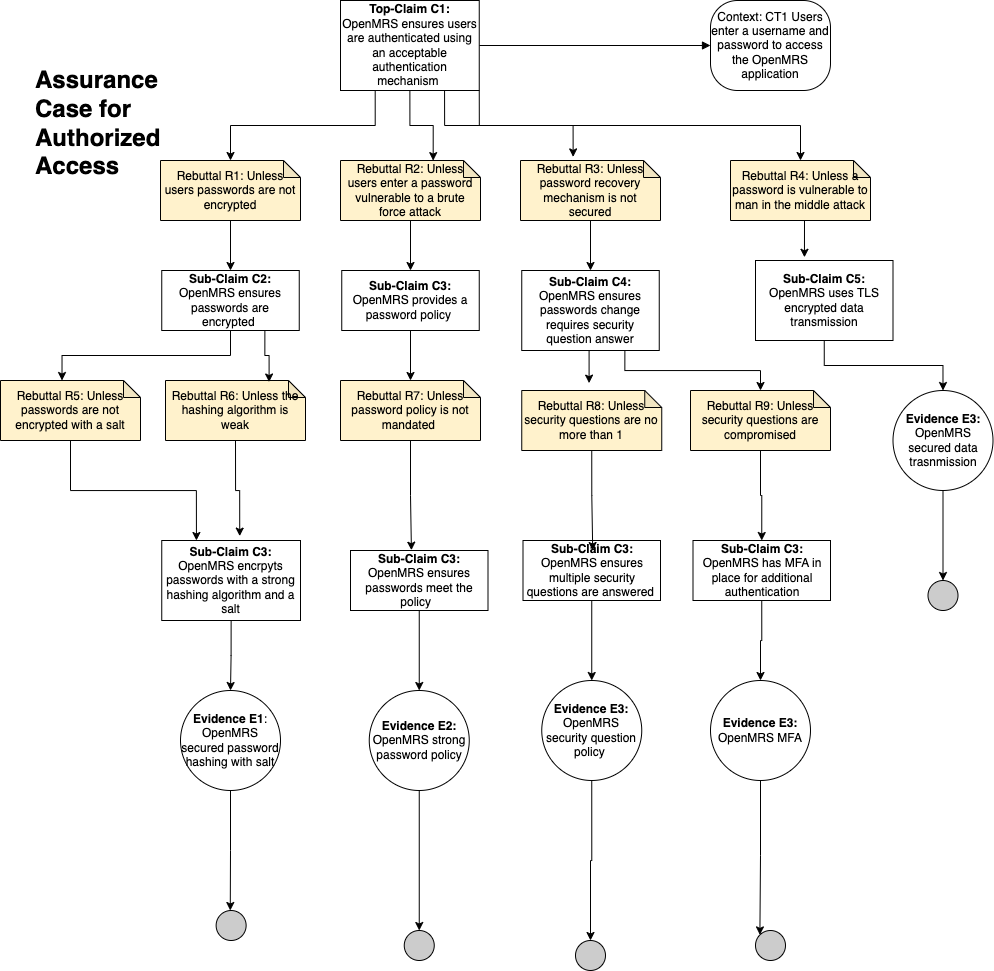 Top-Claim C1:
OpenMRS ensures users
are authenticated using
an acceptable
authentication
mechanism
Context: CT1 Users
enter a username and
password to access
the OpenMRS
application
Assurance
Case for
Authorized
Access
Rebuttal R1: Unless
users passwords are not
encrypted
Rebuttal R2: Unless
users enter a password
vulnerable to a brute
force attack
Rebuttal R3: Unless
password recovery
mechanism is not
secured
Rebuttal R4: Unless a
password is vulnerable to
man in the middle attack
Sub-Claim C2:
OpenMRS ensures
passwords are
encrypted
Sub-Claim C3:
OpenMRS provides a
password policy
Sub-Claim C4:
OpenMRS ensures
passwords change
requires security
question answer
Sub-Claim C5:
OpenMRS uses TLS
encrypted data
transmission
Rebuttal R5: Unless
passwords are not
encrypted with a salt
Rebuttal R6: Unless the
hashing algorithm is
weak
Rebuttal R7: Unless
password policy is not
mandated
Rebuttal R8: Unless
security questions are no
more than 1
Rebuttal R9: Unless
security questions are
compromised
Evidence E3:
OpenMRS
secured data
trasnmission
Sub-Claim C3:
OpenMRS encrpyts
passwords with a strong
hashing algorithm and a
salt
Sub-Claim C3:
OpenMRS ensures
passwords meet the
policy
Sub-Claim C3:
OpenMRS ensures
multiple security
questions are answered
Sub-Claim C3:
OpenMRS has MFA in
place for additional
authentication
Evidence E1:
OpenMRS
secured password
hashing with salt
Evidence E2:
OpenMRS strong
password policy
Evidence E3:
OpenMRS
security question
policy
Evidence E3:
OpenMRS MFA